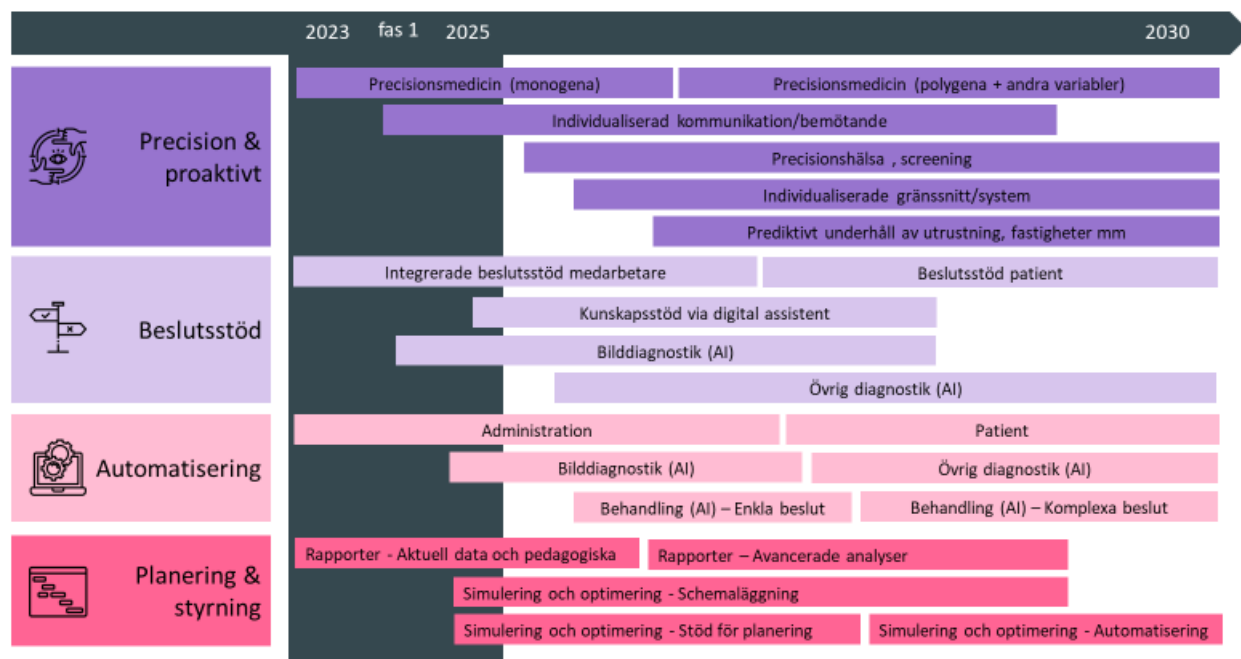 2023 fas 1 2025 2030
Precision &
proaktivt
Precisionsmedicin (monogena)
Precisionsmedicin (polygena + andra variabler)
Individualiserad kommunikation/bemötande
Precisionshälsa , screening
Individualiserade gränssnitt/system
Prediktivt underhåll av utrustning, fastigheter mm
Beslutsstöd
Integrerade beslutsstöd medarbetare
Beslutsstöd patient
Kunskapsstöd via digital assistent
Bilddiagnostik (AI)
Övrig diagnostik (AI)
Automatisering
Administration
Patient
Bilddiagnostik (AI)
Övrig diagnostik (AI)
Behandling (AI) – Enkla beslut
Behandling (AI) – Komplexa beslut
Planering &
styrning
Rapporter - Aktuell data och pedagogiska
Rapporter – Avancerade analyser
Simulering och optimering - Schemaläggning
Simulering och optimering - Stöd för planering
Simulering och optimering - Automatisering